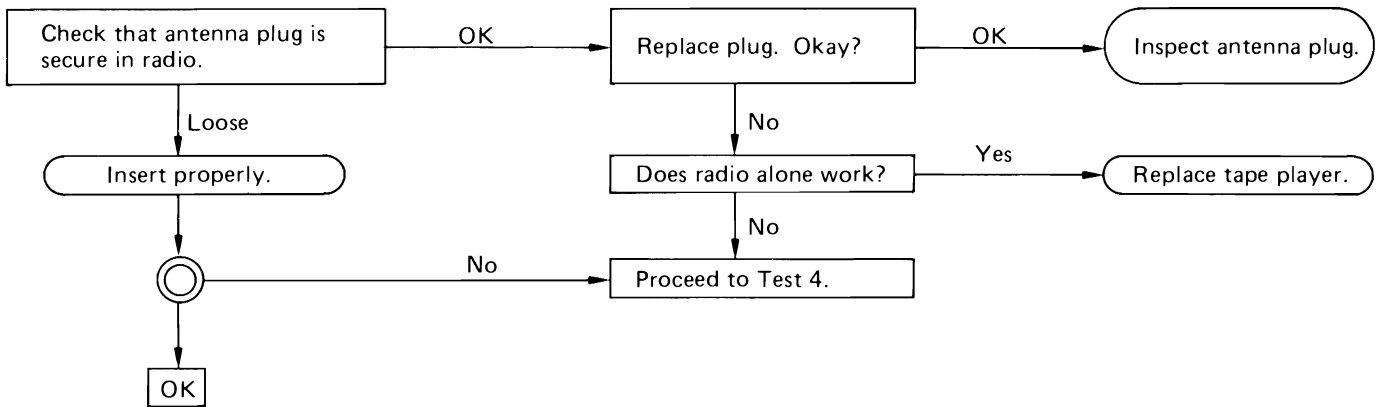 Check that antenna plug is
secure in radio.
OK
Replace plug. Okay?
OK
Inspect antenna plug.
Loose
No
Insert properly.
Does radio alone work?
Yes
Replace tape player.
No
No
Proceed to Test 4.
OK